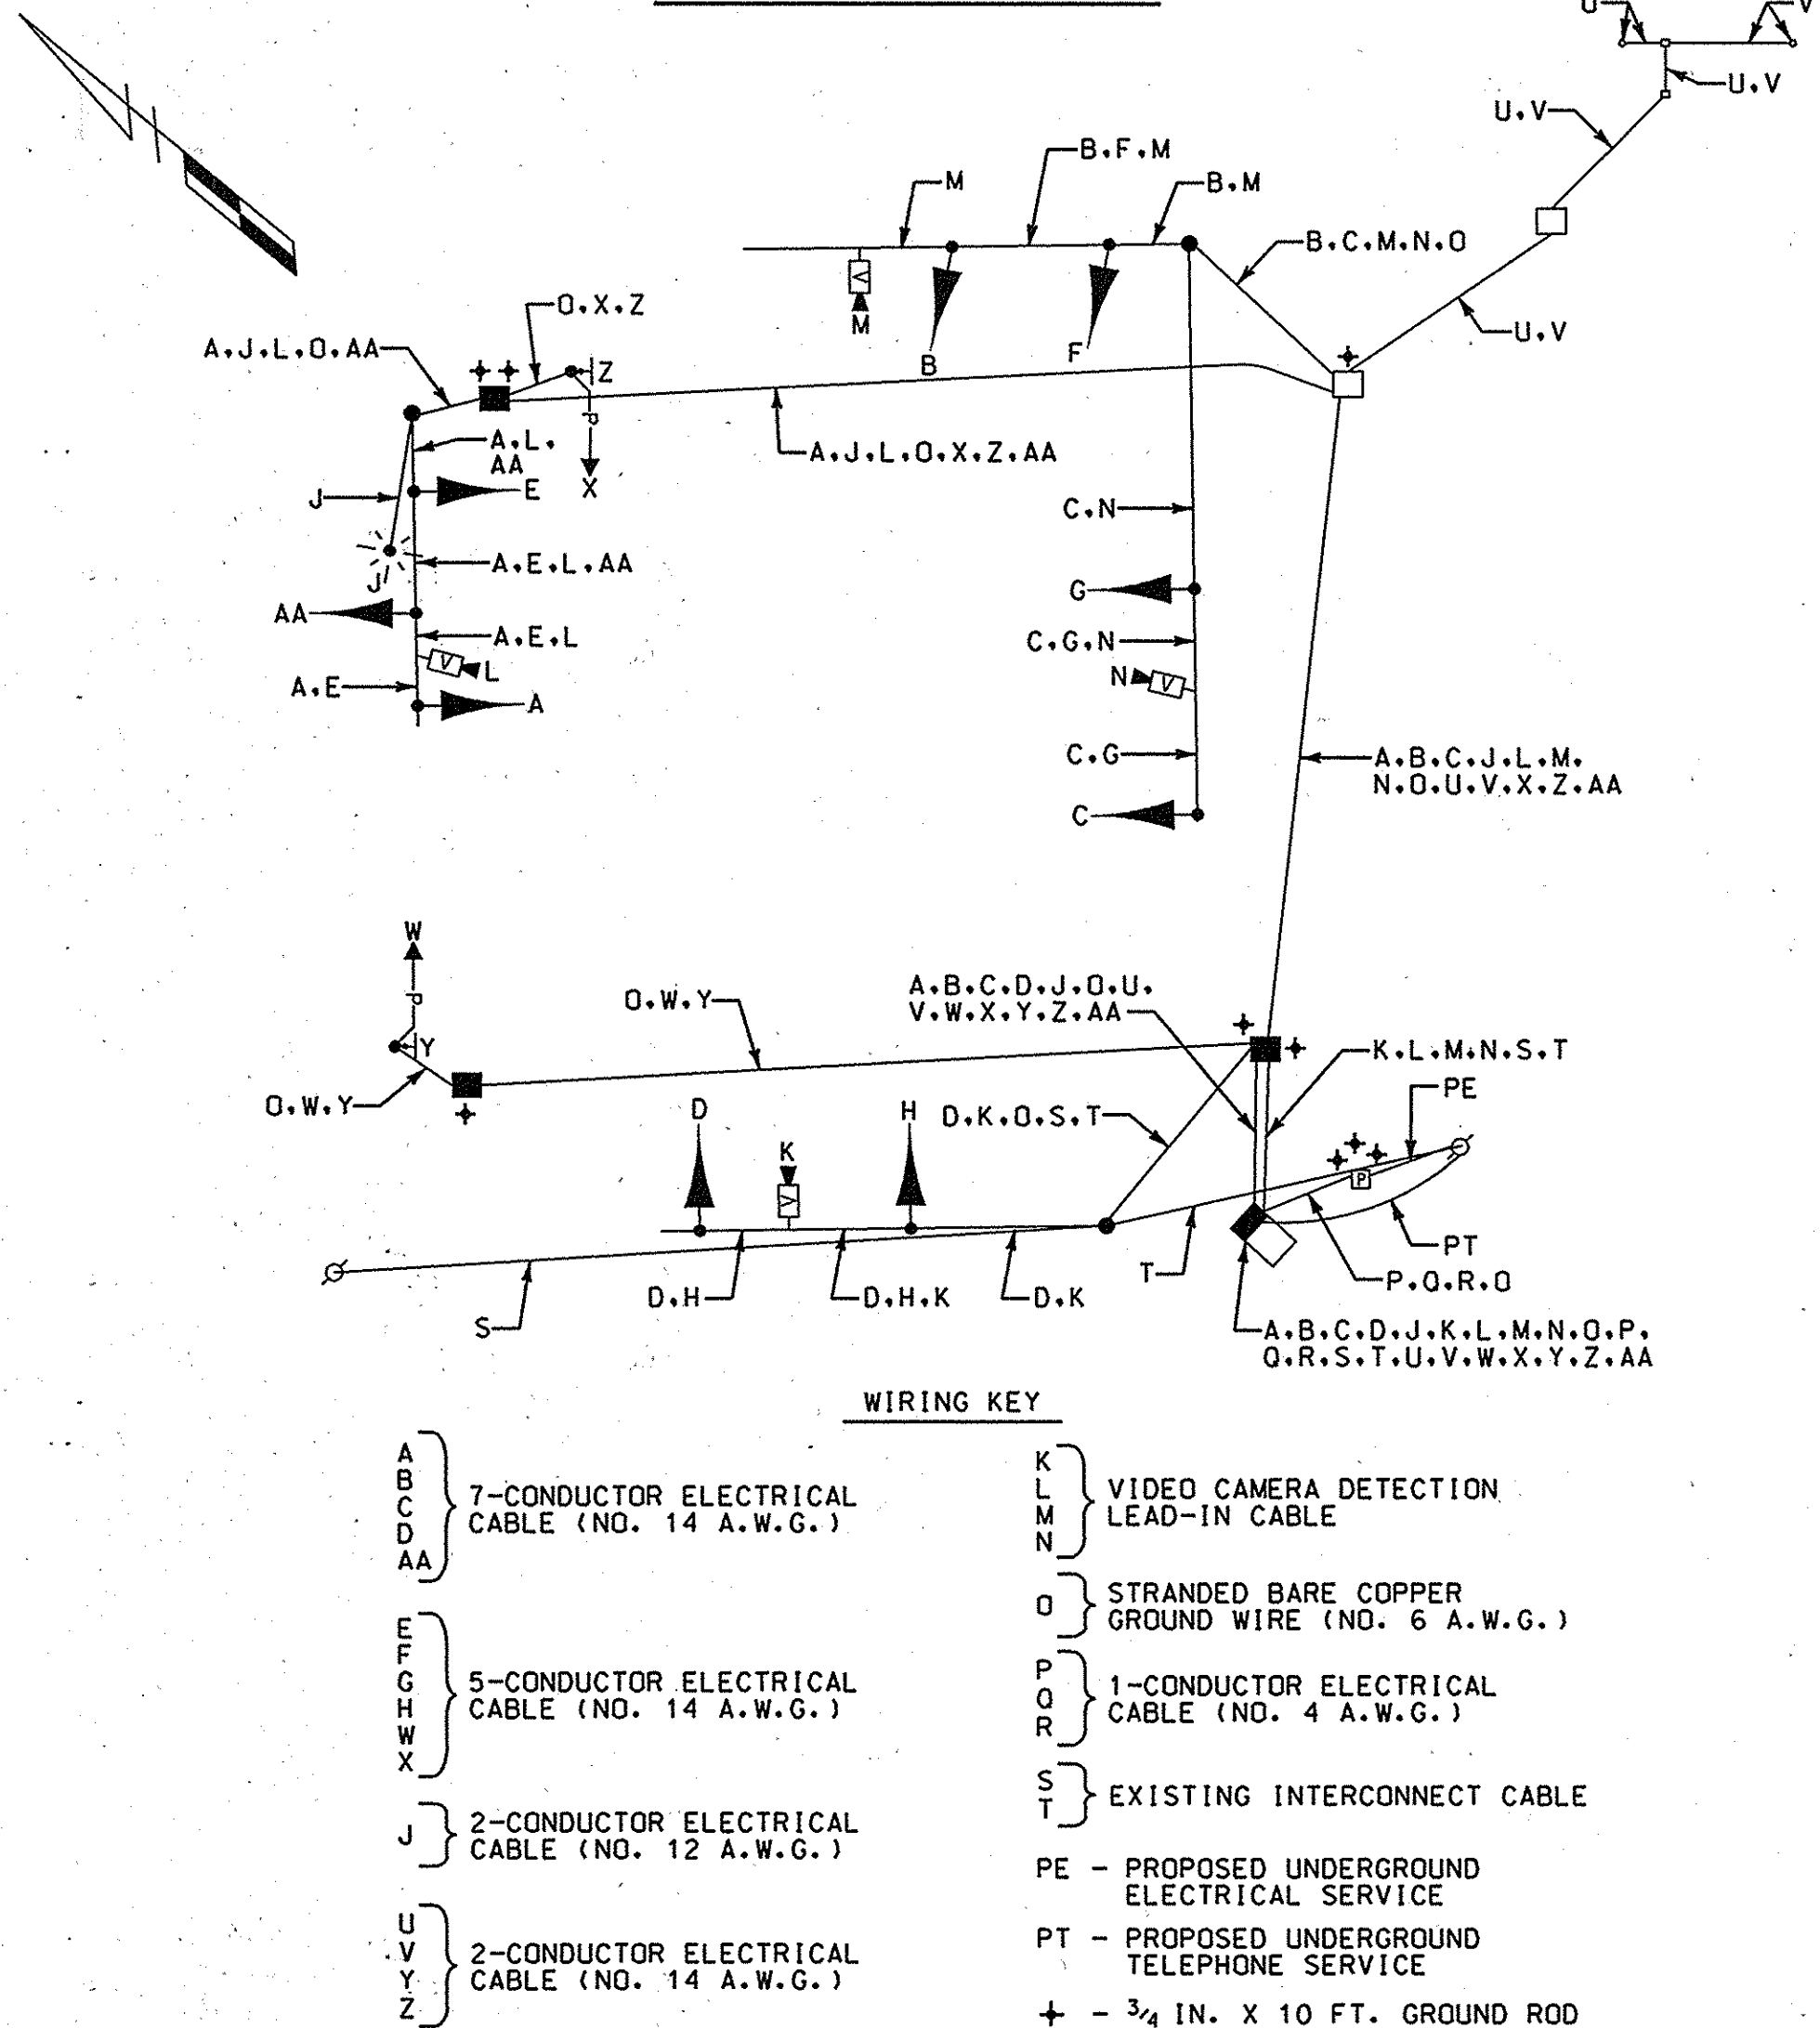 U V
U.V
U.V
B.F.M
M
B.M
B.C.M.N.O
U.V
O.X.Z
A.J.L.O.AA
V
M
B
F
Z
P
X
A.L.
AA
A.J.L.O.X.Z.AA
J
E
C.N
J
A.E.L.AA
G
AA
A.E.L
C.G.N
V
L
N
V
A.E
A
C.G
A.B.C.J.L.M.
N.O.U.V.X.Z.AA
C
W
P
Y
O.W.Y
A.B.C.D.J.O.U.
V.W.X.Y.Z.AA
K.L.M.N.S.T
PE
O.W.Y
D
K
V
H
D.K.O.S.T
P
T
PT
P.Q.R.O
S
D.H
D.H.K
D.K
A.B.C.D.J.K.L.M.N.O.P.
Q.R.S.T.U.V.W.X.Y.Z.AA
WIRING KEY
A
B
C
D
AA
7-CONDUCTOR ELECTRICAL
CABLE (NO. 14 A.W.G.)
E
F
G
H
W
X
5-CONDUCTOR ELECTRICAL
CABLE (NO. 14 A.W.G.)
J
2-CONDUCTOR ELECTRICAL
CABLE (NO. 12 A.W.G.)
U
V
Y
Z
2-CONDUCTOR ELECTRICAL
CABLE (NO. 14 A.W.G.)
K
L
M
N
VIDEO CAMERA DETECTION
LEAD-IN CABLE
O
STRANDED BARE COPPER
GROUND WIRE (NO. 6 A.W.G.)
P
Q
R
1-CONDUCTOR ELECTRICAL
CABLE (NO. 4 A.W.G.)
S
T
EXISTING INTERCONNECT CABLE
PE - PROPOSED UNDERGROUND
ELECTRICAL SERVICE
PT - PROPOSED UNDERGROUND
TELEPHONE SERVICE
- 3/4 IN. X 10 FT. GROUND ROD